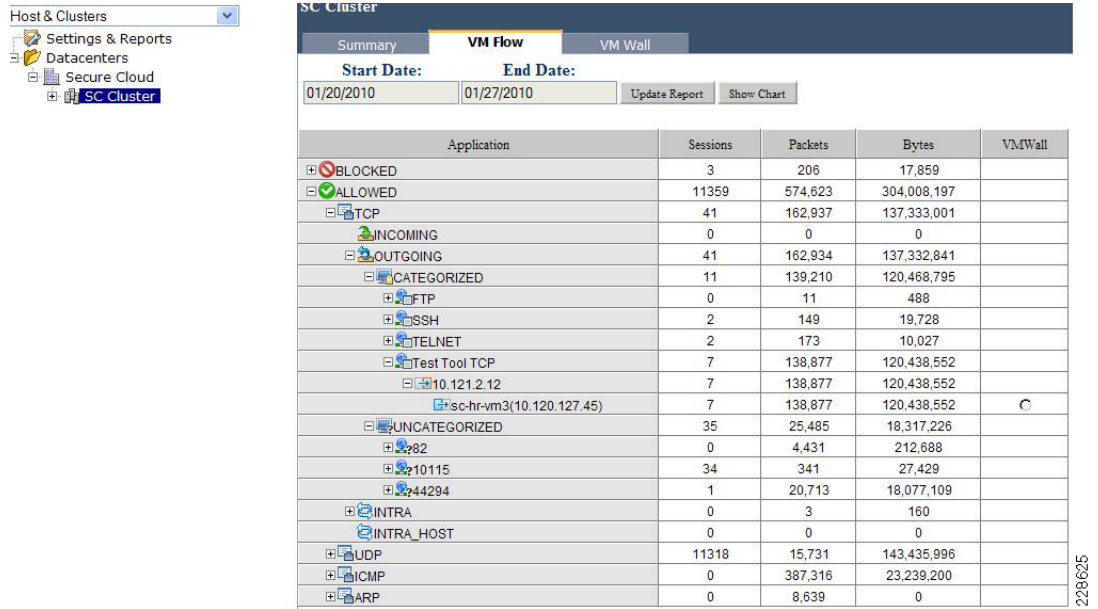 Host & Clusters
Settings & Reports
Datacenters
Secure Cloud
SC Cluster
SC Cluster
Summary VM Flow VM Wall
Start Date: End Date:
01/20/2010 01/27/2010 Update Report Show Chart
Application Sessions Packets Bytes VMWall
BLOCKED 3 206 17,859
ALLOWED 11359 574,623 304,008,197
TCP 41 162,937 137,333,001
INCOMING 0 0 0
OUTGOING 41 162,934 137,332,841
CATEGORIZED 11 139,210 120,468,795
FTP 0 11 488
SSH 2 149 19,728
TELNET 2 173 10,027
Test Tool TCP 7 138,877 120,438,552
10.121.2.12 7 138,877 120,438,552
sc-hr-vm3(10.120.127.45) 7 138,877 120,438,552
UNCATEGORIZED 35 25,485 18,317,226
82 0 4,431 212,688
10115 34 341 27,429
44294 1 20,713 18,077,109
INTRA 0 3 160
INTRA_HOST 0 0 0
UDP 11318 15,731 143,435,996
ICMP 0 387,316 23,239,200
ARP 0 8,639 0
228625